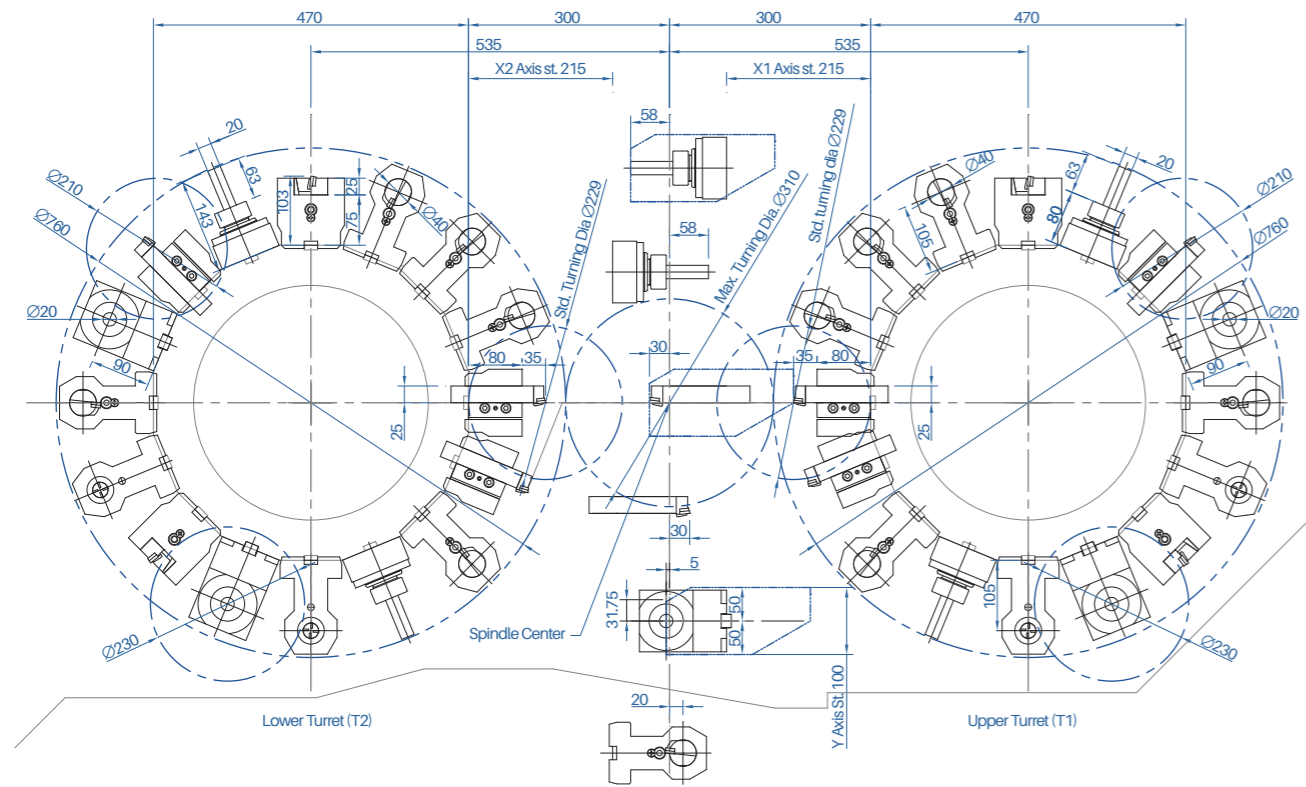 470
300
300
470
535
535
X2 Axis st. 215
X1 Axis st. 215
58
20
63
25
103
75
143
Ø40
Ø210
Ø760
Std. Turning Dia Ø229
58
Max. Turning Dia. Ø310
Std. turning dia Ø229
Ø40
63
20
80
105
Ø210
Ø760
Ø20
90
80
35
30
35
80
Ø20
90
25
25
30
5
31.75
50
50
Spindle Center
105
Ø230
Ø230
Y Axis St. 100
20
Lower Turret (T2)
Upper Turret (T1)